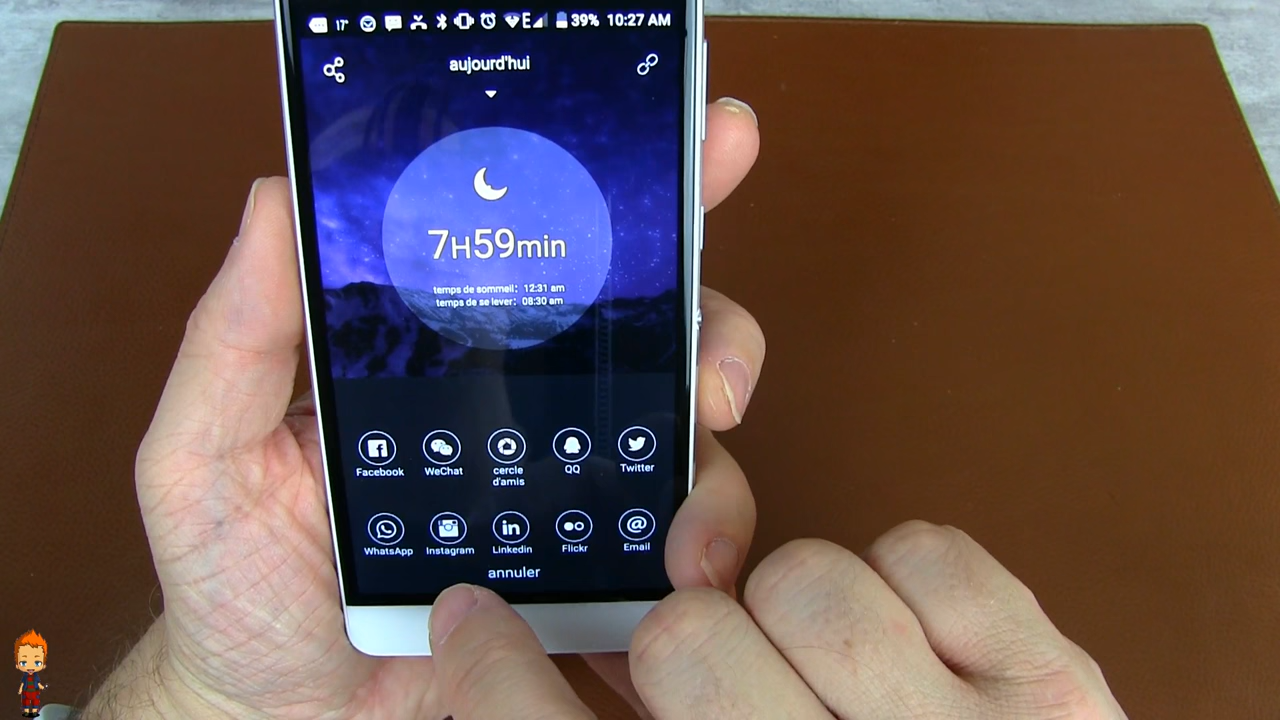 17° E 39% 10:27 AM
aujourd'hui
7H59min
temps de sommeil: 12:31 am
temps de se lever: 08:30 am
Facebook WeChat cercle d'amis QQ Twitter
WhatsApp Instagram Linkedin Flickr Email
annuler